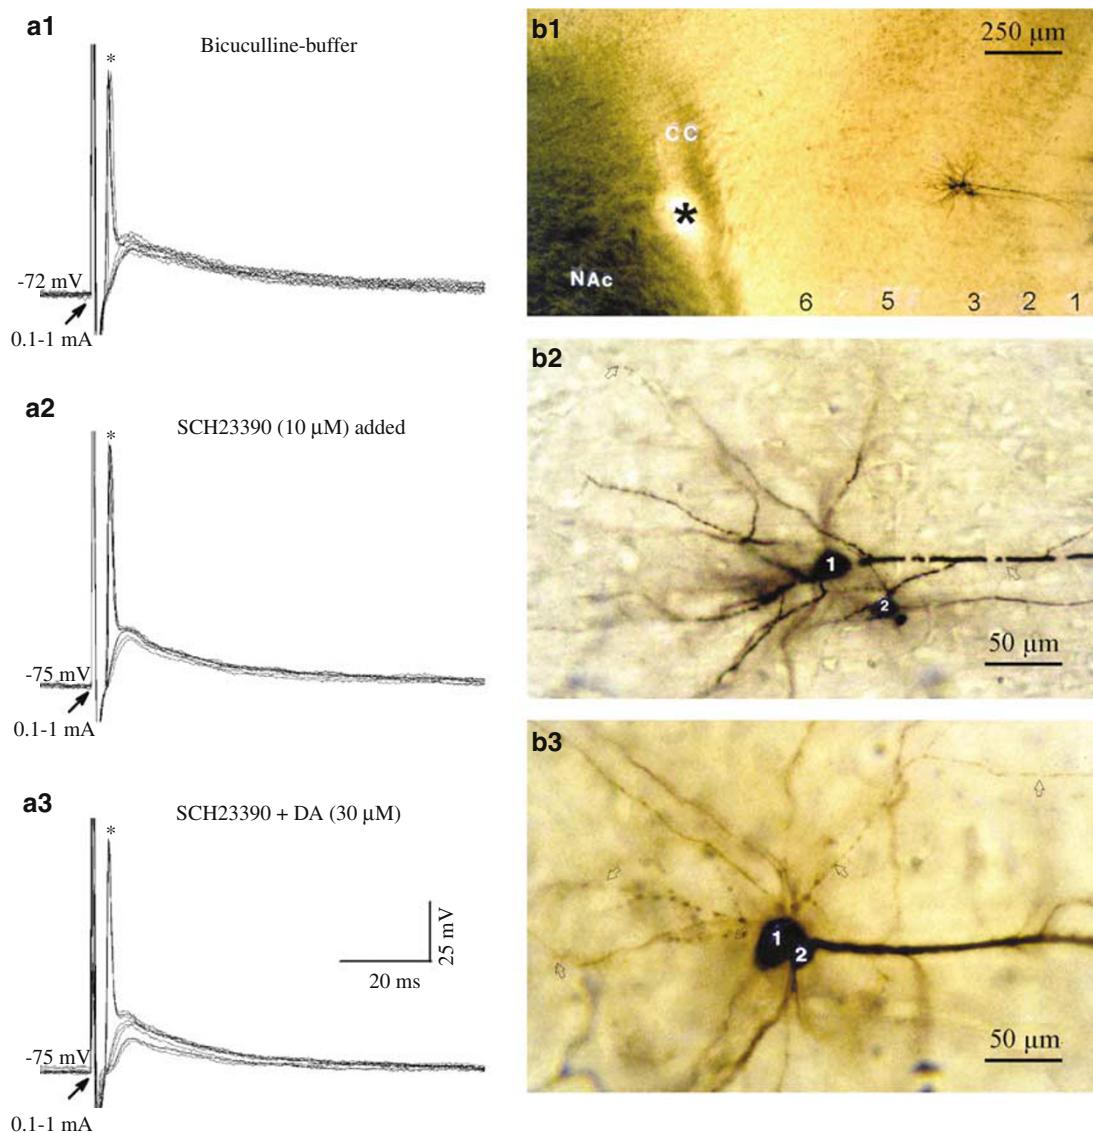 a1
Bicuculline-buffer
*
-72 mV
0.1-1 mA
a2
SCH23390 (10 μM) added
*
-75 mV
0.1-1 mA
a3
SCH23390 + DA (30 μM)
*
25 mV
20 ms
-75 mV
0.1-1 mA
b1
250 μm
CC
*
NAc
6 5 3 2 1
b2
1
2
50 μm
b3
1
2
50 μm